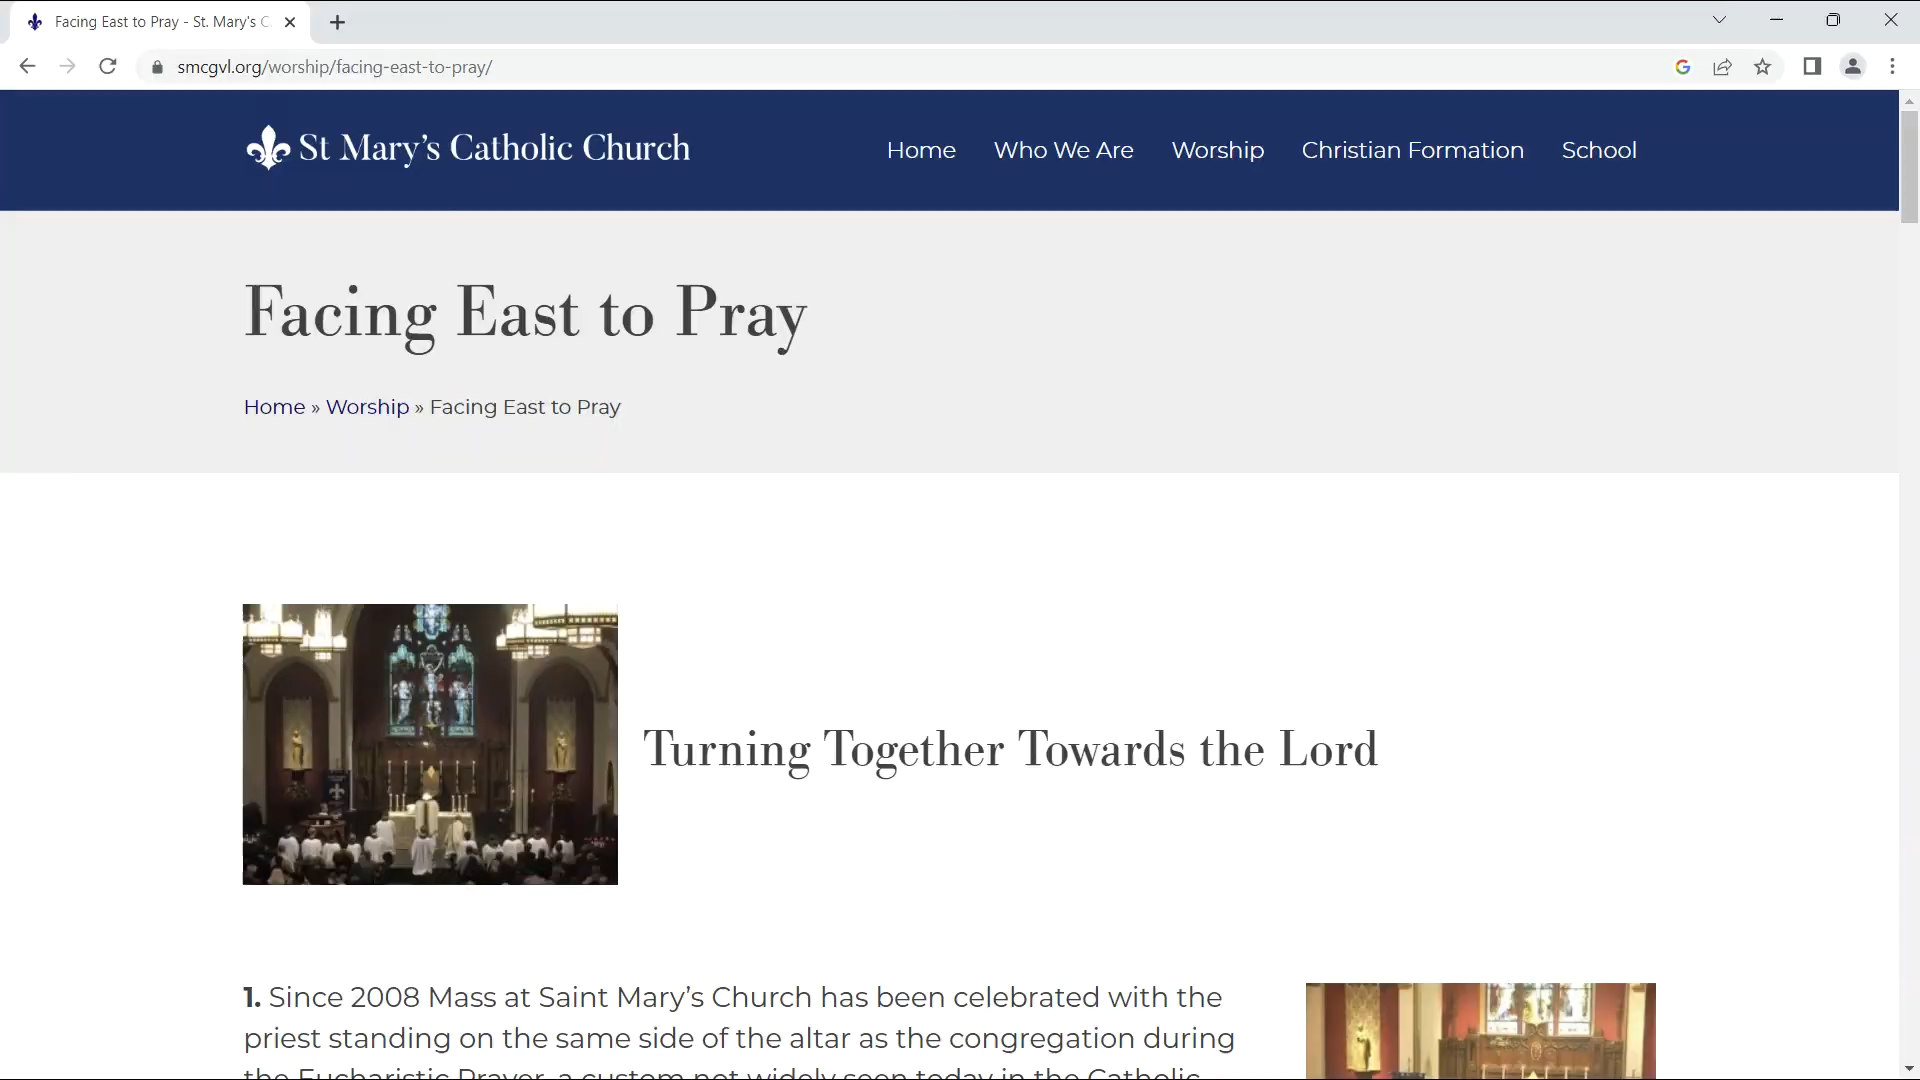 Facing East to Pray - St. Mary's C
smcgvl.org/worship/facing-east-to-pray/
St Mary’s Catholic Church
Home Who We Are Worship Christian Formation School
Facing East to Pray
Home » Worship » Facing East to Pray
Turning Together Towards the Lord
1. Since 2008 Mass at Saint Mary’s Church has been celebrated with the
priest standing on the same side of the altar as the congregation during
the Eucharistic Prayer, a custom not widely seen today in the Catholic